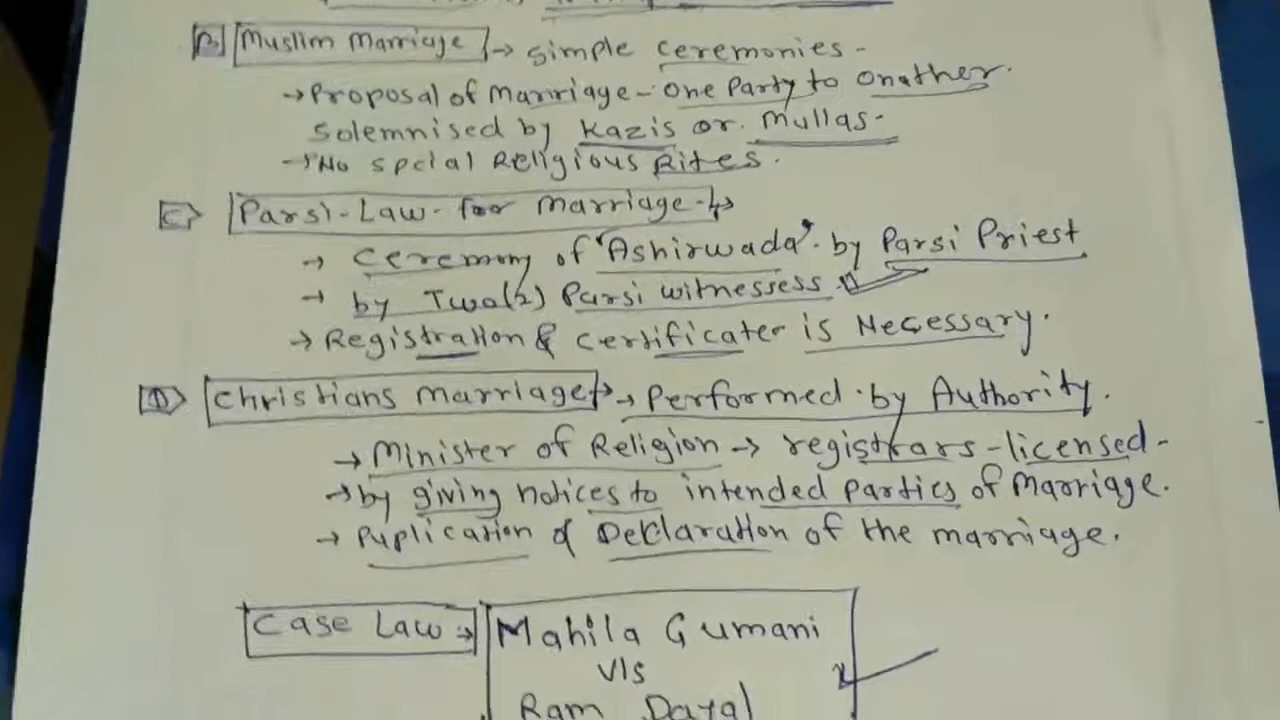 B] Muslim Marriage → Simple Ceremonies -
→ Proposal of Marriage - One Party to Onather.
Solemnised by Kazis or. Mullas -
→ No spcial Religious Rites.
C> Parsi-Law-for Marriage-↳
→ Ceremony of "Ashirwada". by Parsi Priest
→ by Two(2) Parsi witnessess
→ Registration & certificater is Necessary.
D> Christians Marriage → Performed by Authority.
→ Minister of Religion → registrars-licensed -
→ by giving notices to intended parties of Marriage.
→ Puplication of Declaration of the marriage.
Case Law → Mahila Gumani
V/s
Ram Dayal